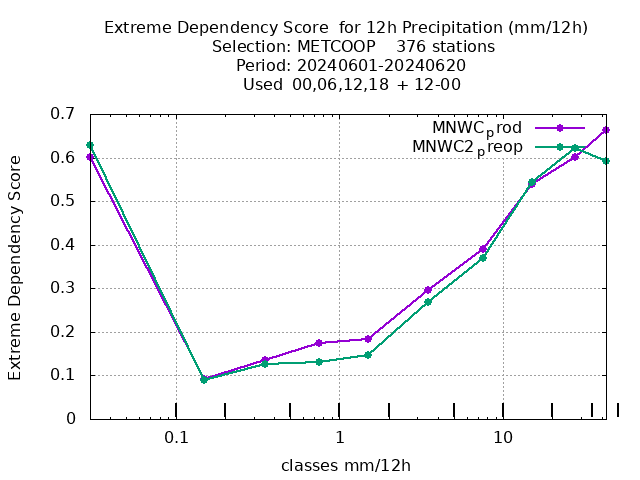 Extreme Dependency Score  for 12h Precipitation (mm/12h)
Selection: METCOOP    376 stations
Period: 20240601-20240620
Used  00,06,12,18  + 12-00
MNWCprod
MNWC2preop
0.7
0.6
0.5
0.4
0.3
0.2
0.1
0
Extreme Dependency Score
0.1 1 10
classes mm/12h